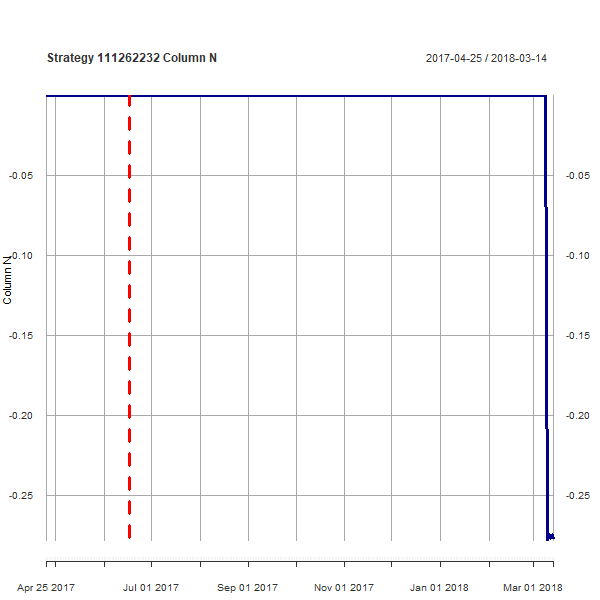 Strategy 111262232 Column N
2017-04-25 / 2018-03-14
-0.05
-0.05
-0.10
-0.10
Column N
-0.15
-0.15
-0.20
-0.20
-0.25
-0.25
Apr 25 2017
Jul 01 2017
Sep 01 2017
Nov 01 2017
Jan 01 2018
Mar 01 2018